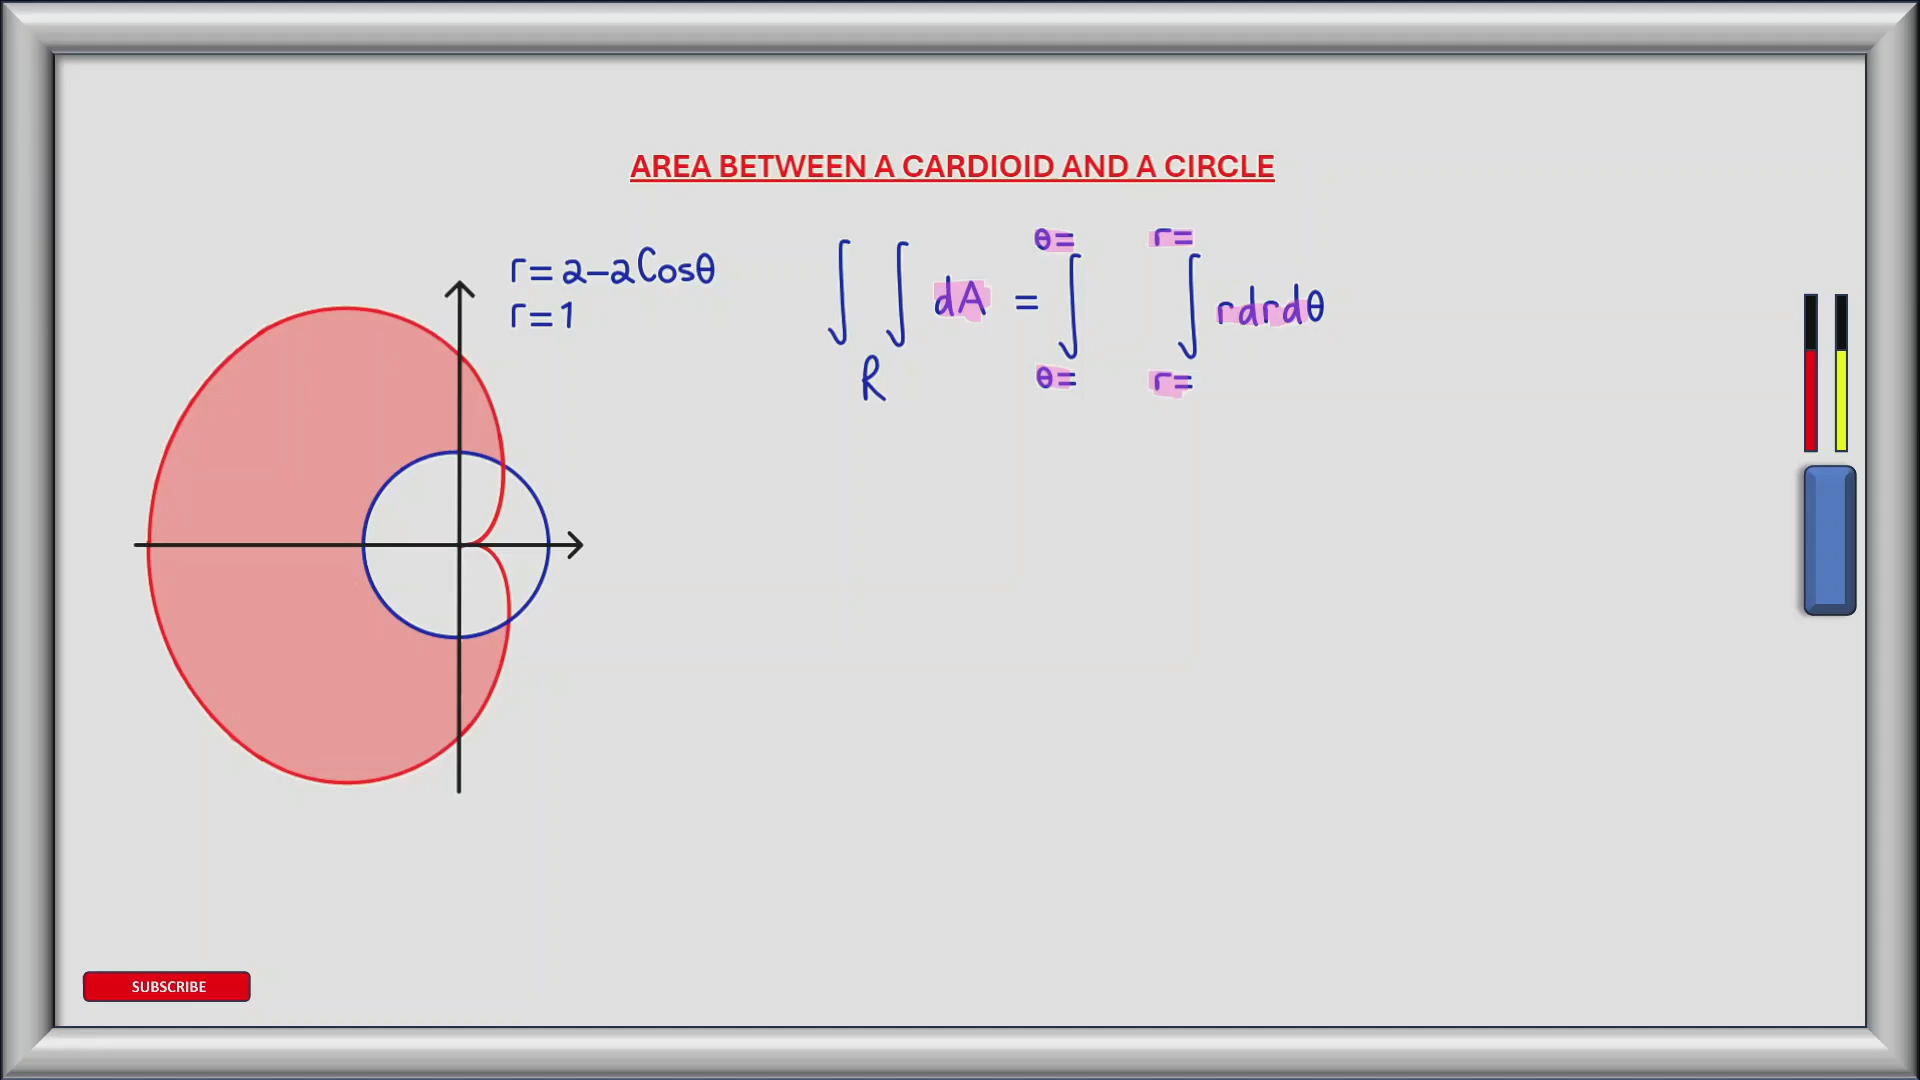 AREA BETWEEN A CARDIOID AND A CIRCLE
r=2-2Cosθ
r=1
θ= r=
∫ ∫ dA = ∫ ∫ rdrdθ
R θ= r=
SUBSCRIBE